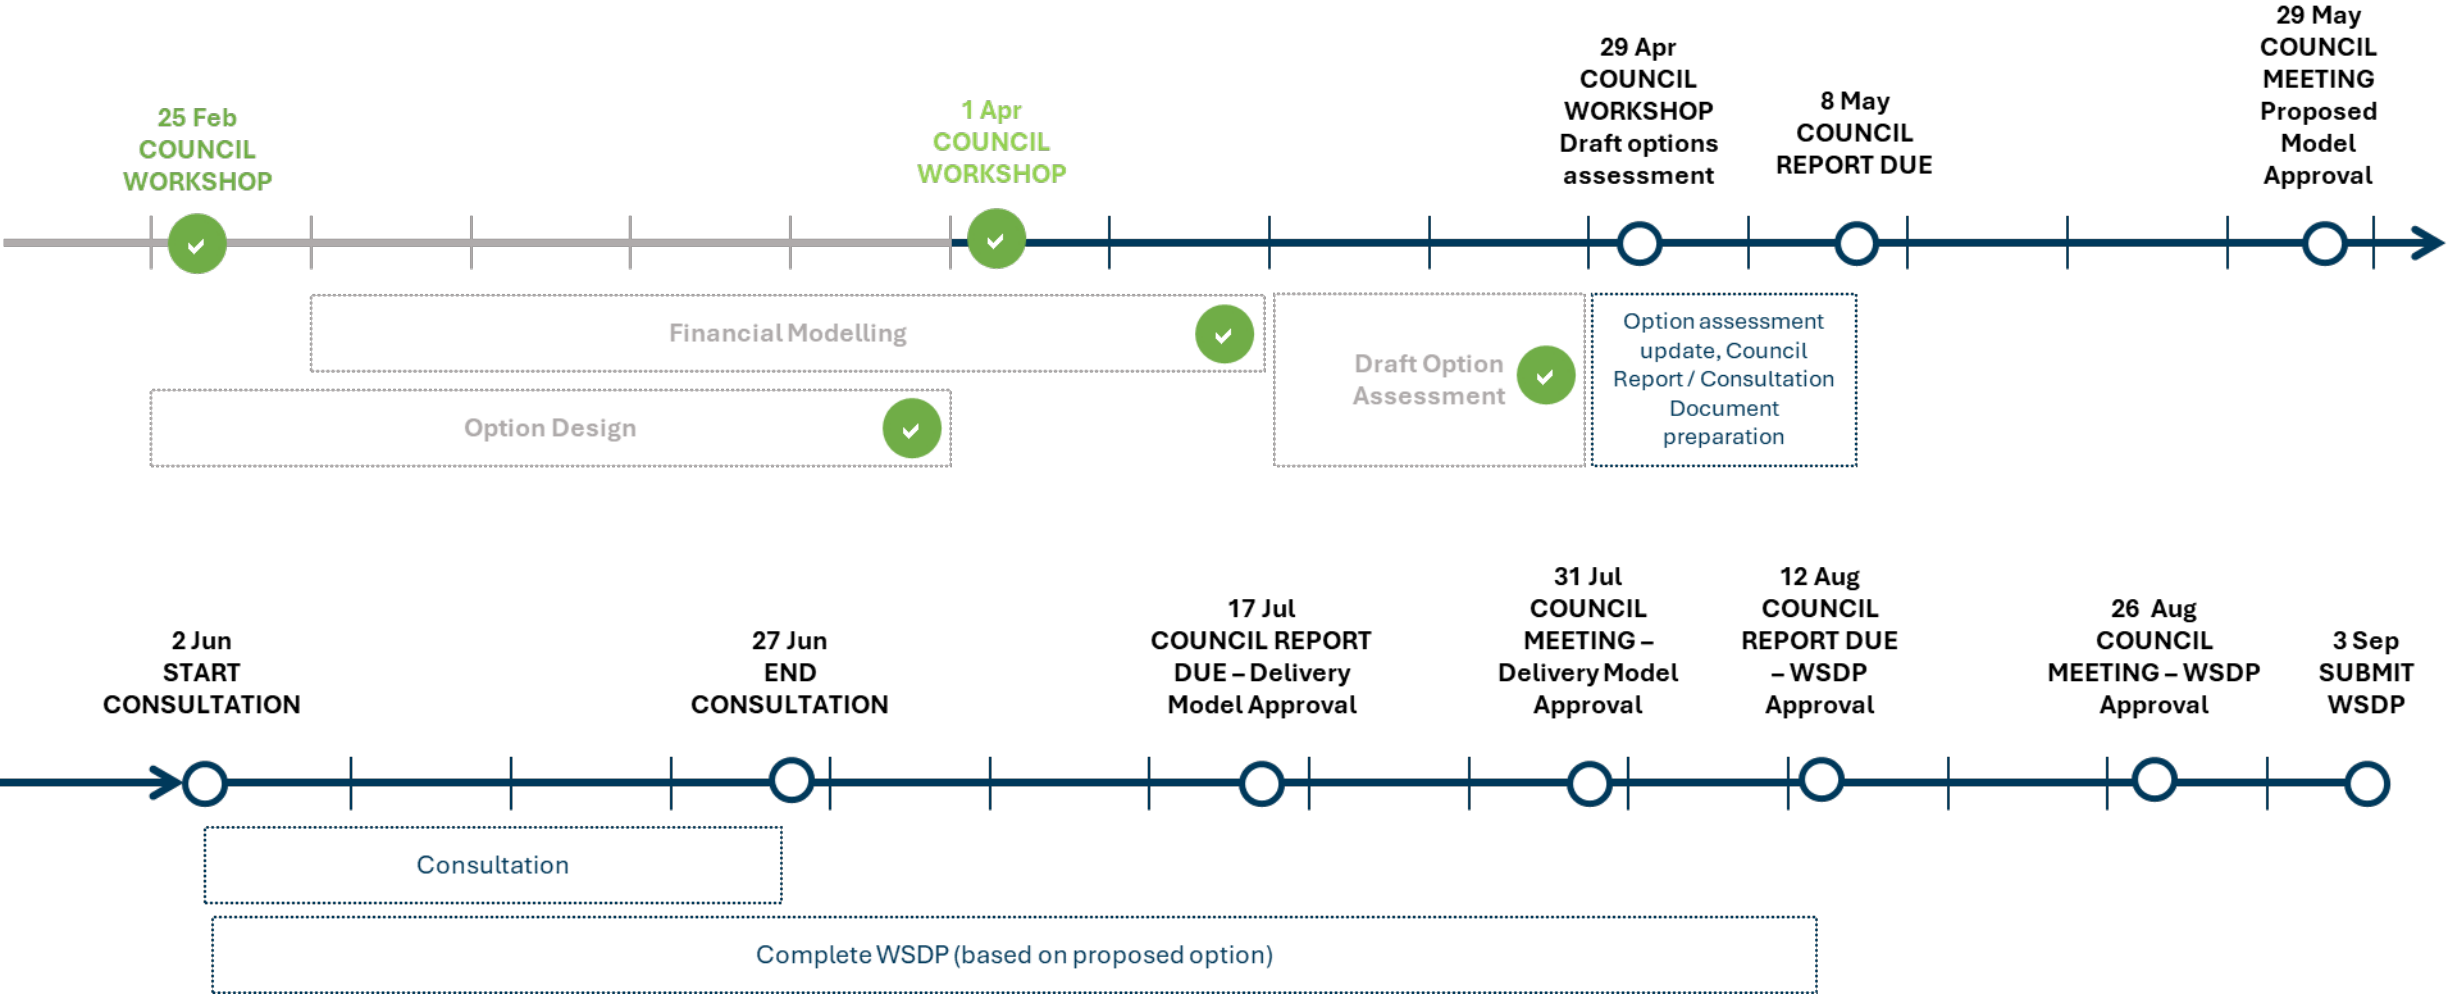 25 Feb
COUNCIL
WORKSHOP
1 Apr
COUNCIL
WORKSHOP
29 Apr
COUNCIL
WORKSHOP
Draft options
assessment
8 May
COUNCIL
REPORT DUE
29 May
COUNCIL
MEETING
Proposed
Model
Approval
Financial Modelling
Option Design
Draft Option
Assessment
Option assessment
update, Council
Report / Consultation
Document
preparation
2 Jun
START
CONSULTATION
27 Jun
END
CONSULTATION
17 Jul
COUNCIL REPORT
DUE – Delivery
Model Approval
31 Jul
COUNCIL
MEETING –
Delivery Model
Approval
12 Aug
COUNCIL
REPORT DUE
– WSDP
Approval
26 Aug
COUNCIL
MEETING – WSDP
Approval
3 Sep
SUBMIT
WSDP
Consultation
Complete WSDP (based on proposed option)